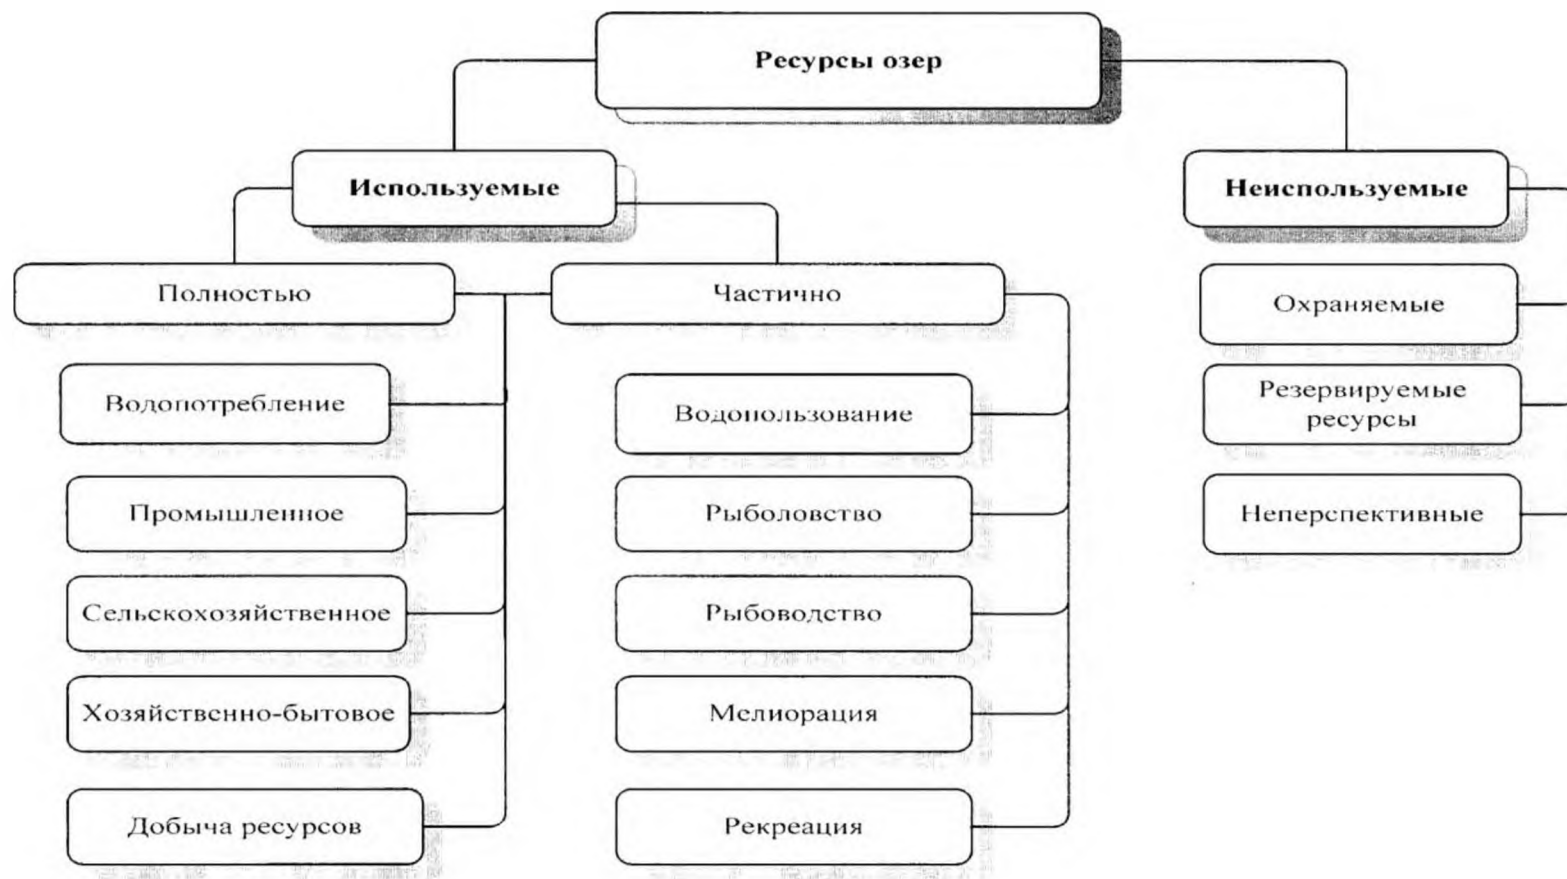 Ресурсы озер
Используемые
Неиспользуемые
Полностью
Частично
Водопотребление
Промышленное
Сельскохозяйственное
Хозяйственно-бытовое
Добыча ресурсов
Водопользование
Рыболовство
Рыбоводство
Мелиорация
Рекреация
Охраняемые
Резервируемые
ресурсы
Неперспективные